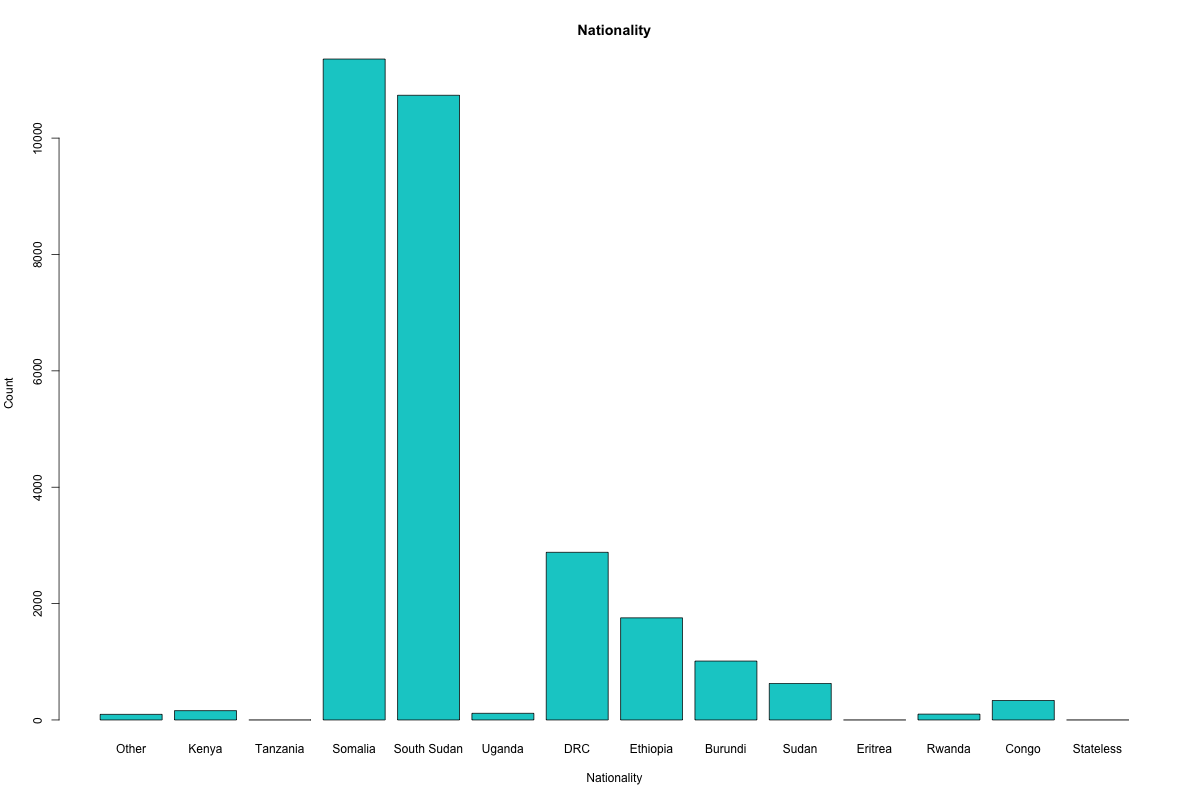 Nationality
Count
10000
8000
6000
4000
2000
0
Other Kenya Tanzania Somalia South Sudan Uganda DRC Ethiopia Burundi Sudan Eritrea Rwanda Congo Stateless
Nationality